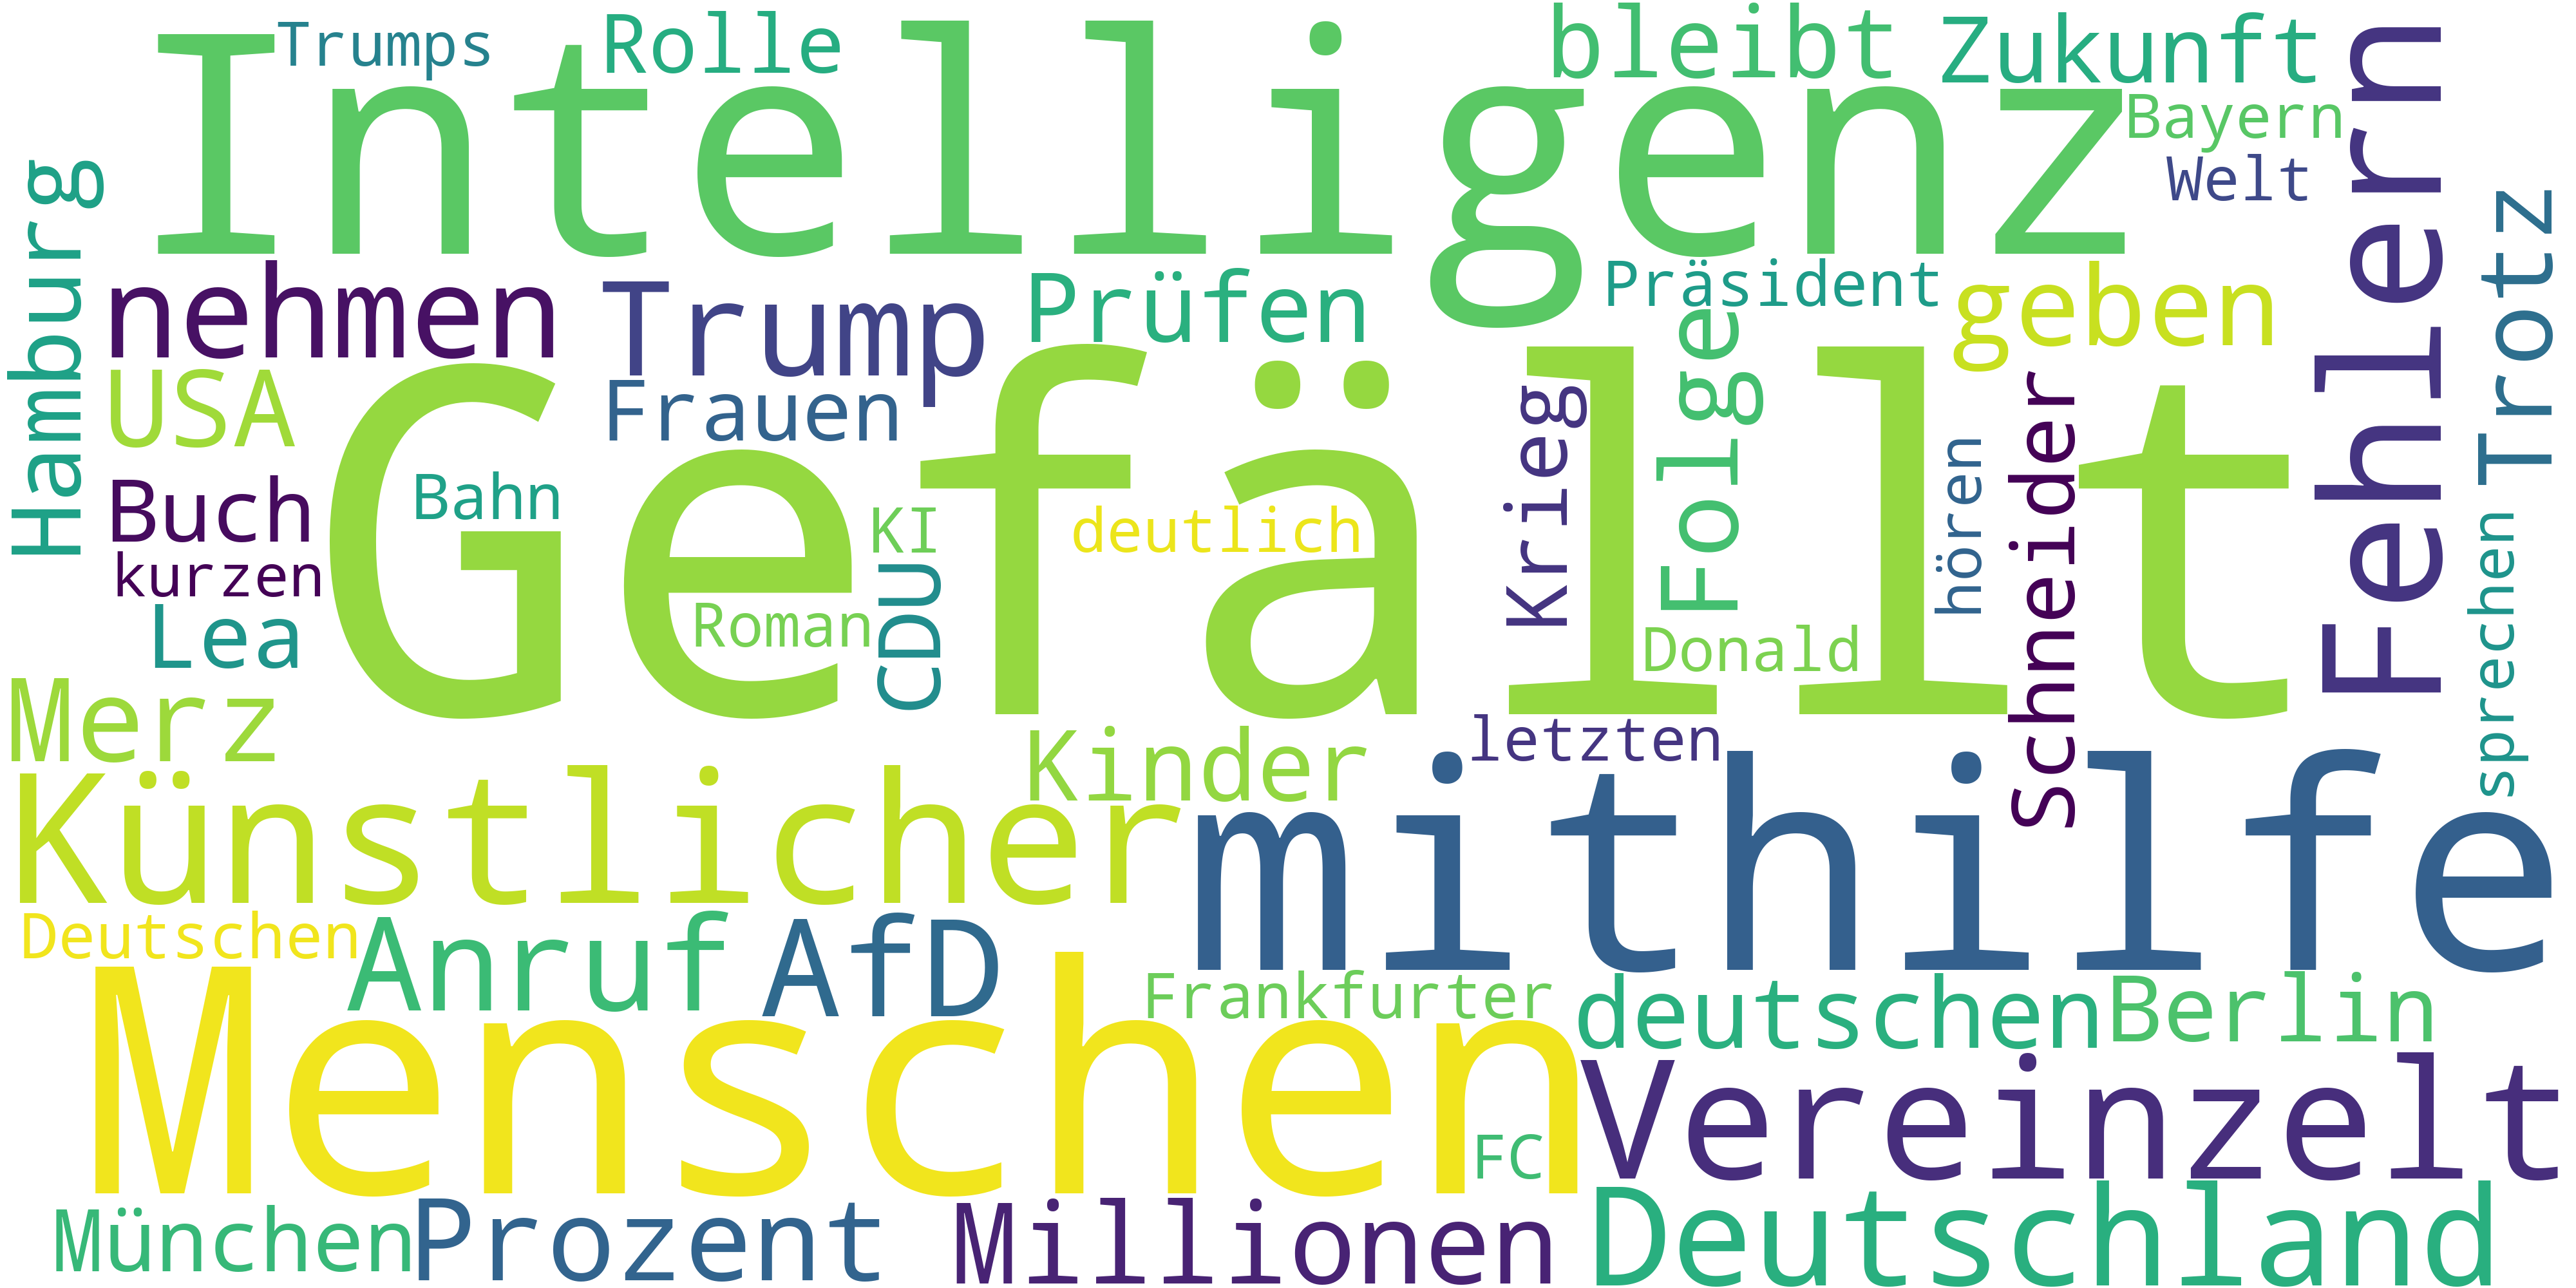 Trumps
Rolle
bleibt
Zukunft
Intelligenz
Bayern
Welt
Fehlern
Hamburg
Trotz
nehmen
Trump
Prüfen
Präsident
geben
USA
Frauen
Gefällt
Krieg
Folge
hören
Schneider
Buch
Bahn
KI
deutlich
kurzen
Lea
Roman
CDU
Donald
sprechen
Merz
Kinder
letzten
Künstlicher
mithilfe
Deutschen
Anruf
AfD
Menschen
Frankfurter
deutschen
Berlin
Vereinzelt
FC
München
Prozent
Millionen
Deutschland